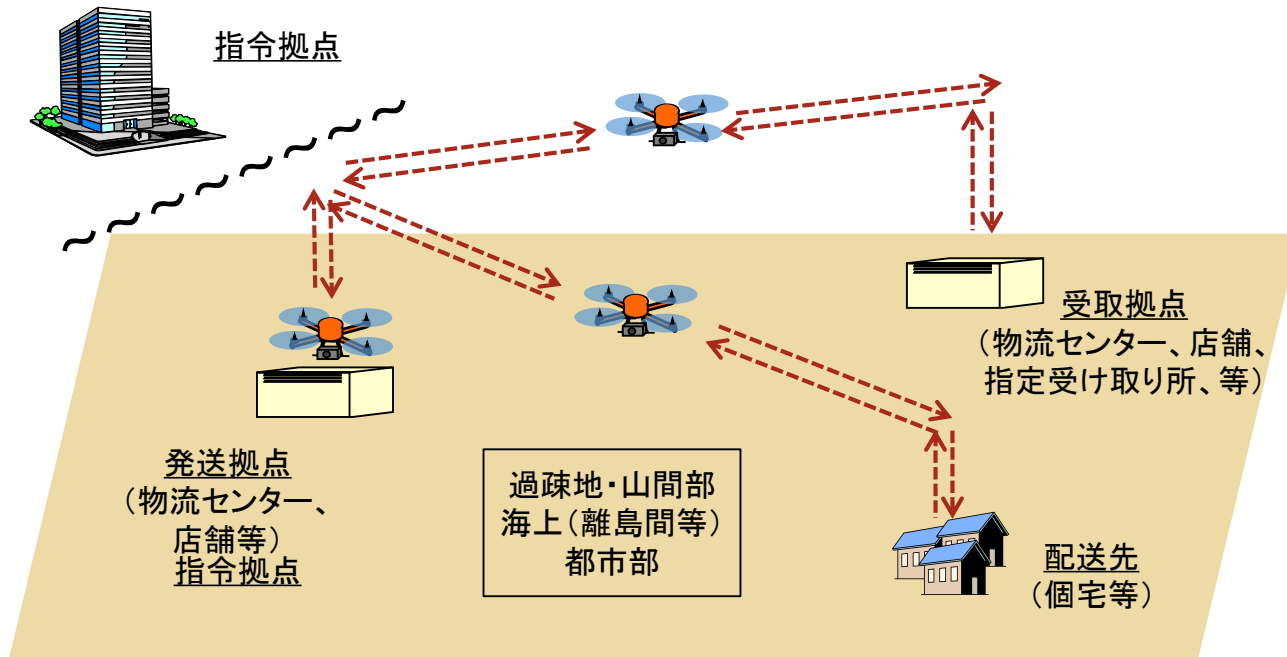 指令拠点
受取拠点
（物流センター、店舗、
指定受け取り所、等）
発送拠点
（物流センター、
店舗等）
指令拠点
過疎地・山間部
海上（離島間等）
都市部
配送先
（個宅等）